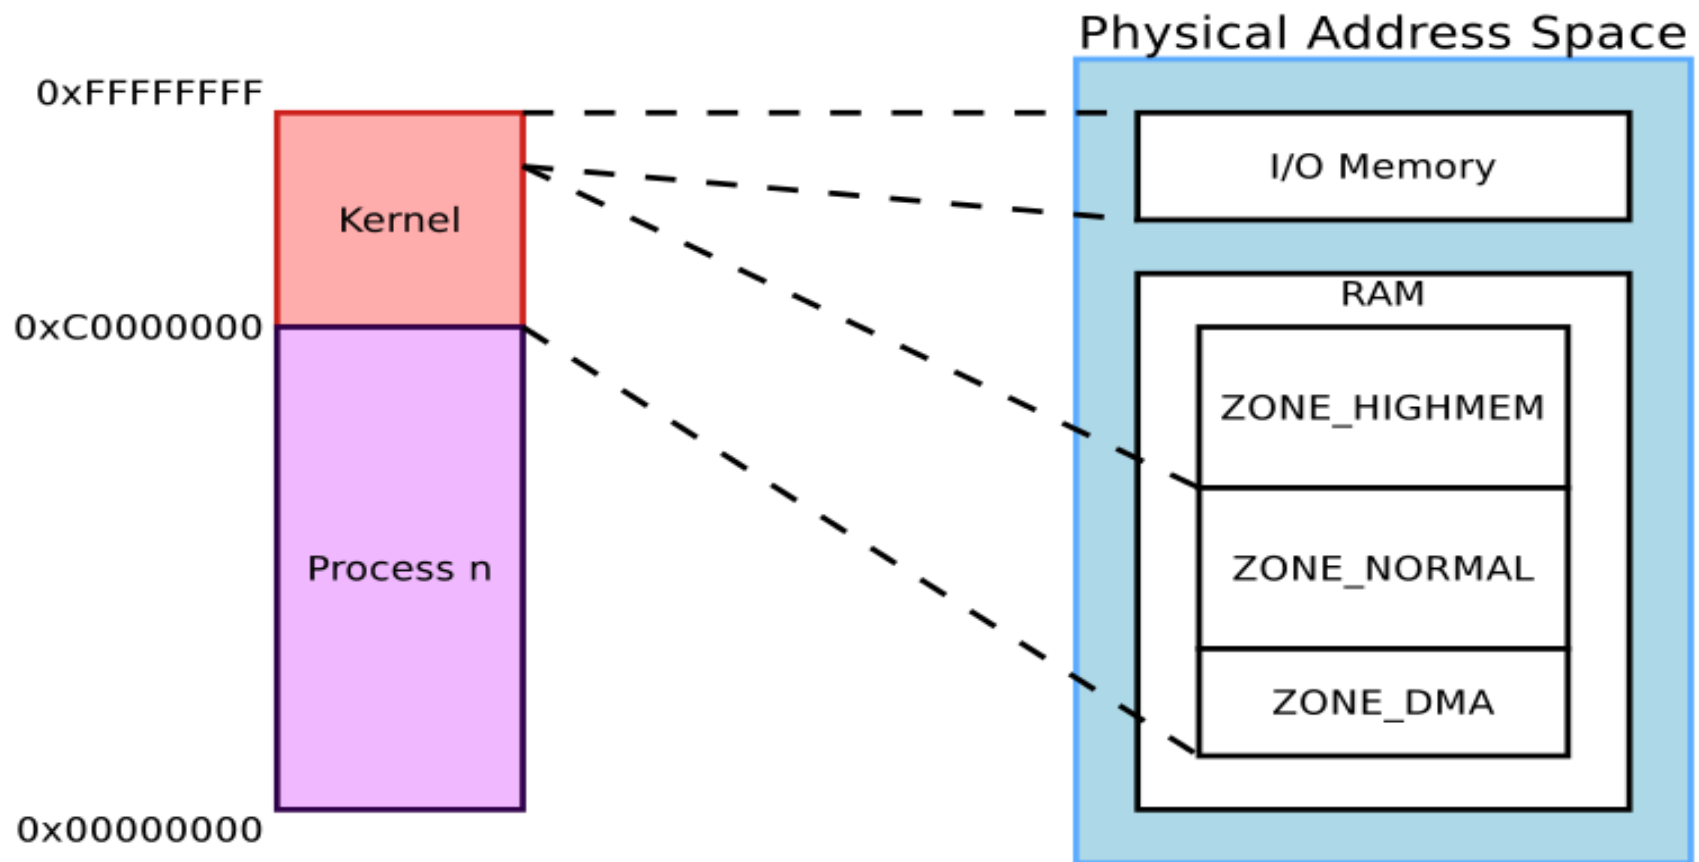 Physical Address Space
0xFFFFFFFF
I/O Memory
Kernel
RAM
0xC0000000
ZONE_HIGHMEM
Process n
ZONE_NORMAL
ZONE_DMA
0x00000000